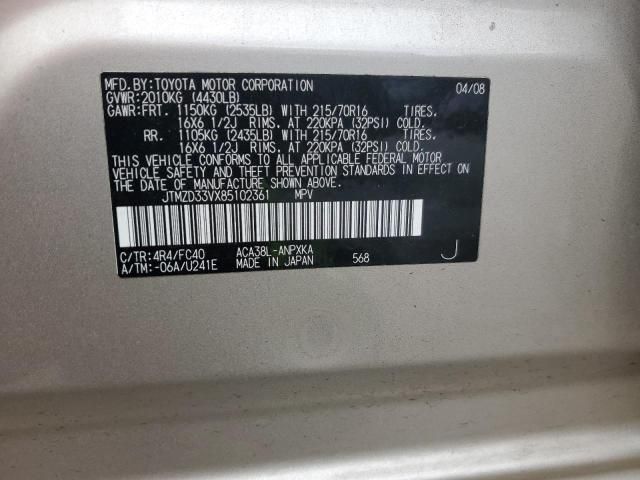 MFD.BY:TOYOTA MOTOR CORPORATION 04/08
GVWR:2010KG (4430LB)
GAWR:FRT. 1150KG (2535LB) WITH 215/70R16 TIRES.
16X6 1/2J RIMS. AT 220KPA (32PSI) COLD.
RR. 1105KG (2435LB) WITH 215/70R16 TIRES.
16X6 1/2J RIMS. AT 220KPA (32PSI) COLD.
THIS VEHICLE CONFORMS TO ALL APPLICABLE FEDERAL MOTOR
VEHICLE SAFETY AND THEFT PREVENTION STANDARDS IN EFFECT
ON THE DATE OF MANUFACTURE SHOWN ABOVE.
JTMZD33VX85102361 MPV
C/TR:4R4/FC40 ACA38L-ANPXKA
A/TM:-06A/U241E MADE IN JAPAN 568 J